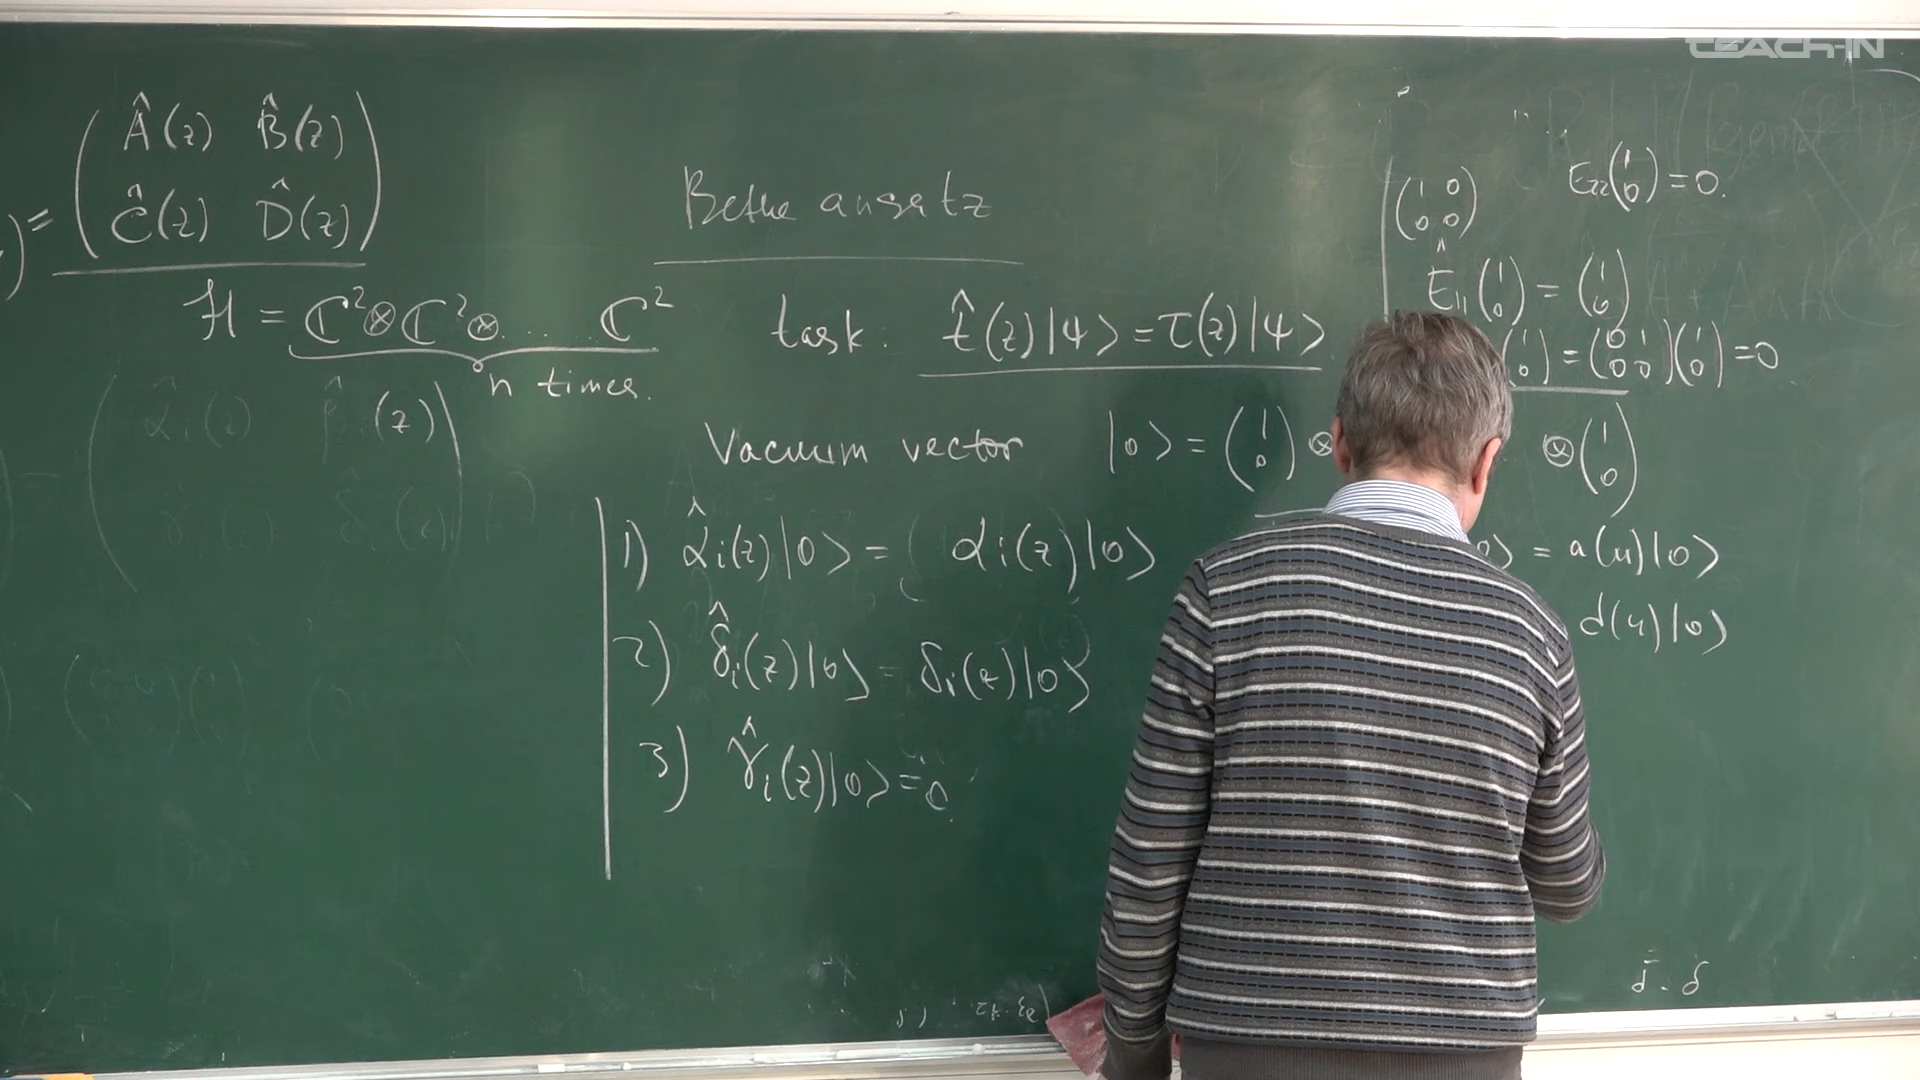 TEACH-IN
) = ( Â(z) B̂(z)
Ĉ(z) D̂(z) )
H = ℂ² ⊗ ℂ² ⊗ .... ℂ²
n times.
(z)
Bethe ansatz
task: t̂(z)|ψ> = τ(z)|ψ>
Vacuum vector |0> = (1 0) ⊗ ⊗ (1 0)
1) α̂i(z)|0> = ( αi(z)|0>
2) δ̂i(z)|0> = δi(z)|0>
3) γ̂i(z)|0> = 0.
(1 0
0 0)
E22 (1 0) = 0.
Ê11 (1 0) = (1 0)
(1 0) = (0 1 0 0)(1 0) = 0
0> = a(u)|0>
d(u)|0>